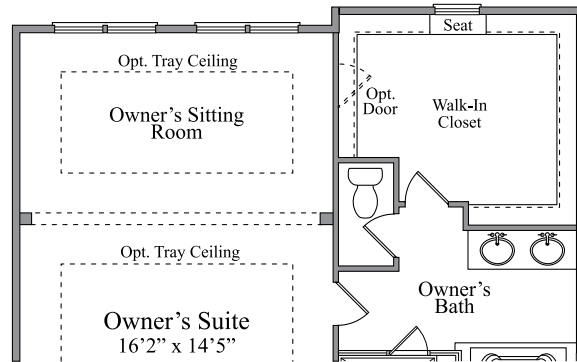 Seat
Opt. Tray Ceiling
Owner's Sitting
Room
Opt.
Door
Walk-In
Closet
Opt. Tray Ceiling
Owner's Suite
16'2" x 14'5"
Owner's
Bath